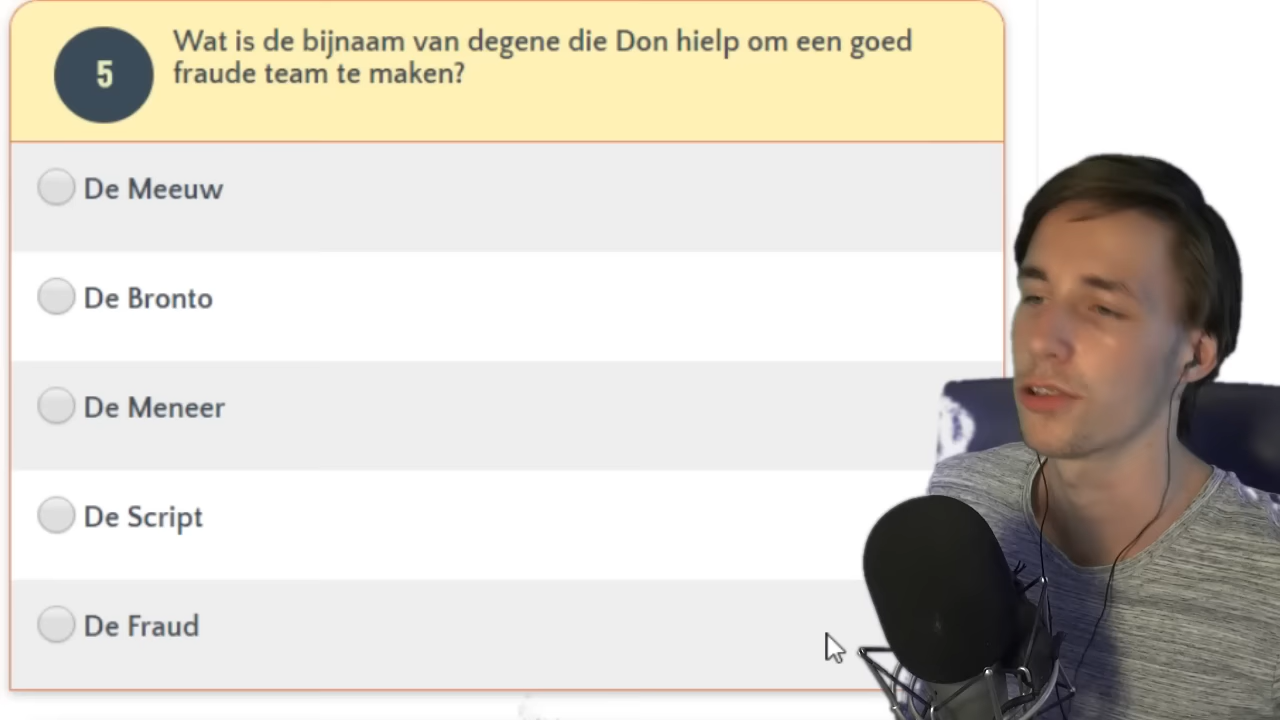 5
Wat is de bijnaam van degene die Don hielp om een goed
fraude team te maken?
De Meeuw
De Bronto
De Meneer
De Script
De Fraud